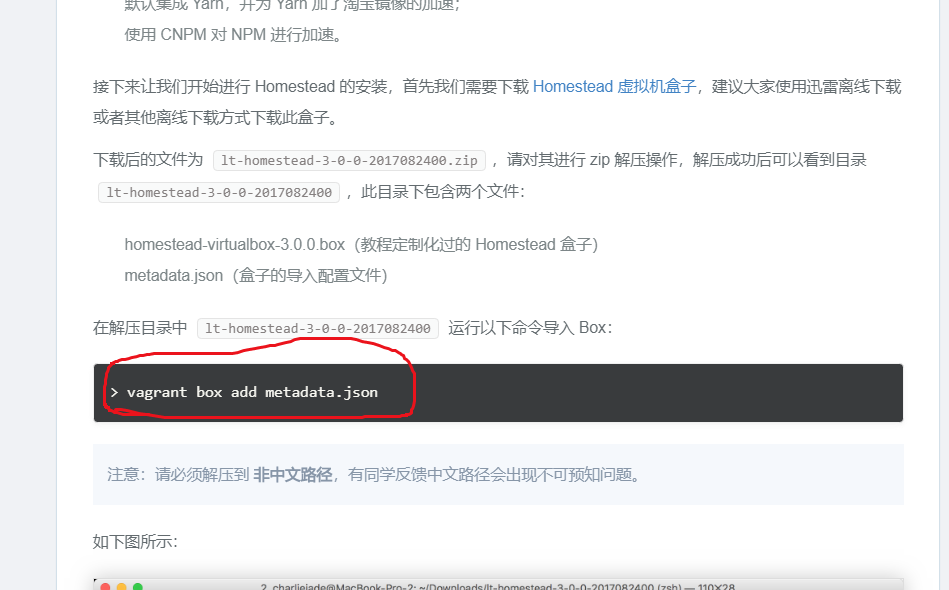 默认集成 Yarn，并为 Yarn 加了淘宝镜像的加速；
使用 CNPM 对 NPM 进行加速。
接下来让我们开始进行 Homestead 的安装，首先我们需要下载 Homestead 虚拟机盒子，建议大家使用迅雷离线下载
或者其他离线下载方式下载此盒子。
下载后的文件为 lt-homestead-3-0-0-2017082400.zip ，请对其进行 zip 解压操作，解压成功后可以看到目录
lt-homestead-3-0-0-2017082400 ，此目录下包含两个文件：
homestead-virtualbox-3.0.0.box（教程定制化过的 Homestead 盒子）
metadata.json（盒子的导入配置文件）
在解压目录中 lt-homestead-3-0-0-2017082400 运行以下命令导入 Box：
> vagrant box add metadata.json
注意：请必须解压到 非中文路径，有同学反馈中文路径会出现不可预知问题。
如下图所示：
2. charliejade@MacBook-Pro-2: ~/Downloads/lt-homestead-3-0-0-2017082400 (zsh) — 110×28